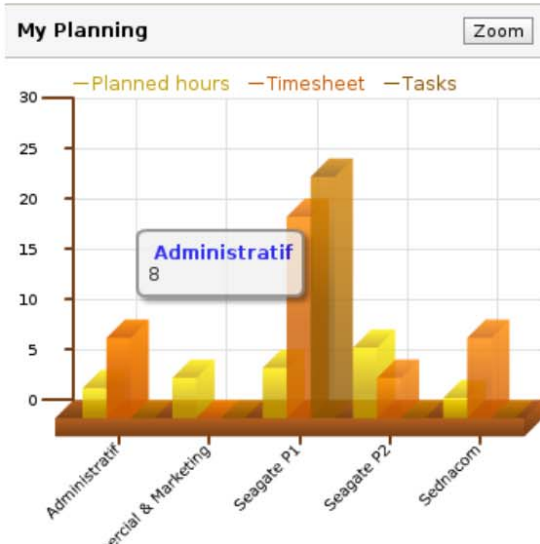 My Planning
Zoom
Planned hours Timesheet Tasks
30
25
20
15
10
5
0
Administratif
8
Administratif
& Marketing
Seagate P1
Seagate P2
Sednacom